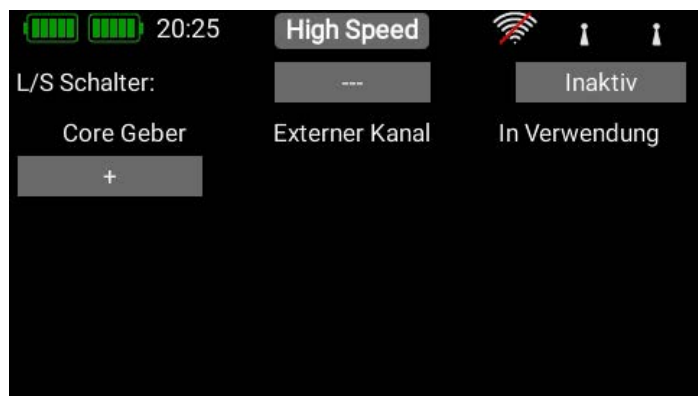 20:25 High Speed
L/S Schalter: --- Inaktiv
Core Geber Externer Kanal In Verwendung
+